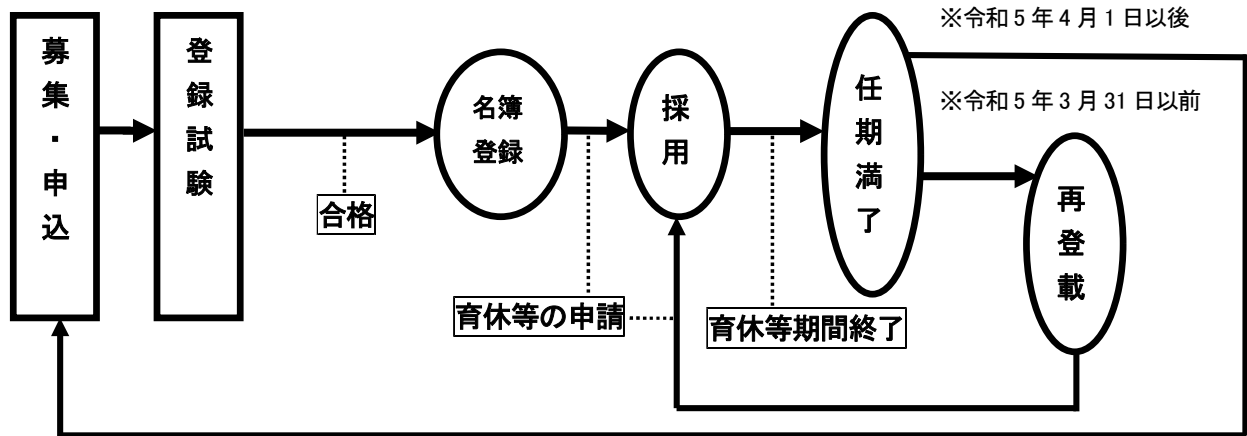 募集・申込
登録試験
合格
名簿
登録
育休等の申請
採用
育休等期間終了
任期満了
※令和5年4月1日以後
※令和5年3月31日以前
再登載